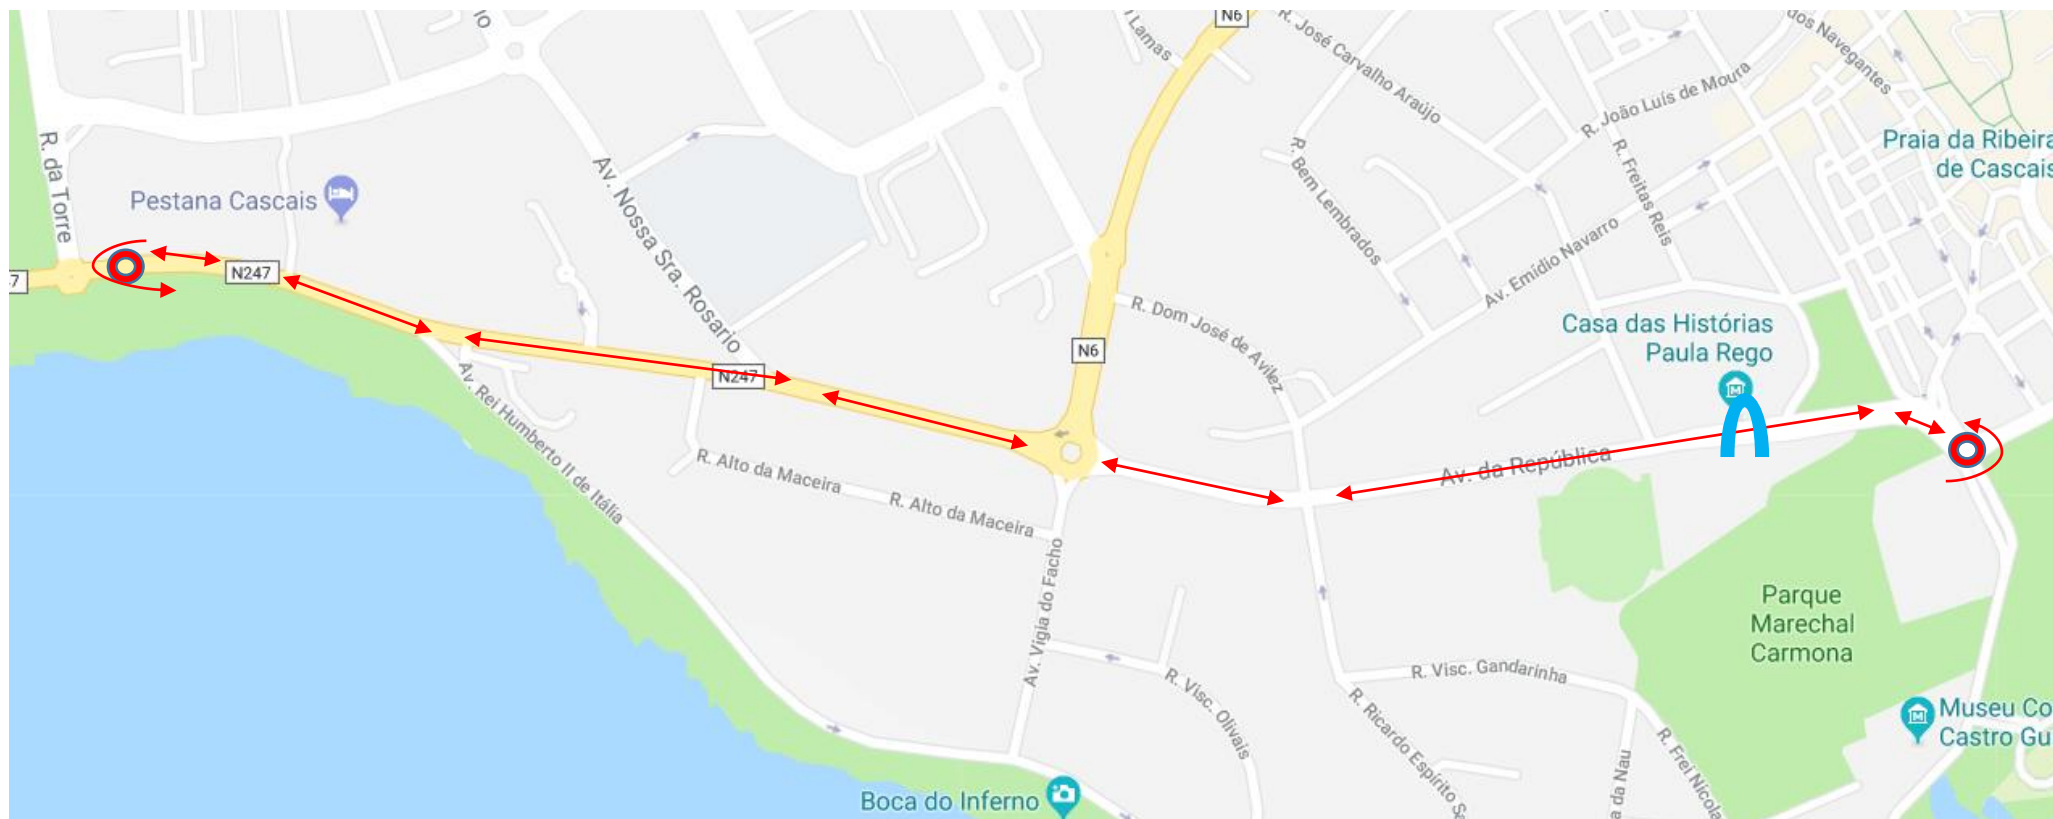 N6
R. José Carvalho Araújo
dos Navegantes
Lamas
R. João Luís de Moura
R. da Torre
Praia da Ribeira
de Cascais
Pestana Cascais
Av. Nossa Sra. Rosario
R. Bem Lembrados
R. Freitas Reis
N247
Av. Emídio Navarro
R. Dom José de Avilez
Casa das Histórias
Paula Rego
N6
N247
Av. Rei Humberto II de Itália
R. Alto da Maceira
R. Alto da Maceira
Av. da República
Av. Vigia do Facho
Parque
Marechal
Carmona
R. Visc. Gandarinha
R. Visc. Olivais
R. Ricardo Espírito
Museu Co
Castro Gu
R. Frei Nicola
da Nau
Boca do Inferno